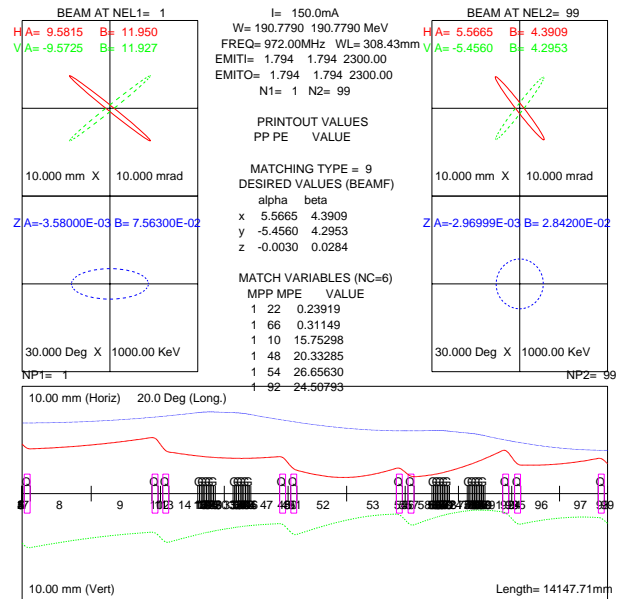 BEAM AT NEL1= 1
H A= 9.5815 B= 11.950
V A= -9.5725 B= 11.927
10.000 mm X 10.000 mrad
Z A=-3.58000E-03 B= 7.56300E-02
30.000 Deg X 1000.00 KeV
NP1= 1
I= 150.0mA
W= 190.7790 190.7790 MeV
FREQ= 972.00MHz WL= 308.43mm
EMITI= 1.794 1.794 2300.00
EMITO= 1.794 1.794 2300.00
N1= 1 N2= 99
PRINTOUT VALUES
PP PE VALUE
MATCHING TYPE = 9
DESIRED VALUES (BEAMF)
alpha beta
x 5.5665 4.3909
y -5.4560 4.2953
z -0.0030 0.0284
MATCH VARIABLES (NC=6)
MPP MPE VALUE
1 22 0.23919
1 66 0.31149
1 10 15.75298
1 48 20.33285
1 54 26.65630
1 92 24.50793
BEAM AT NEL2= 99
H A= 5.5665 B= 4.3909
V A= -5.4560 B= 4.2953
10.000 mm X 10.000 mrad
Z A=-2.96999E-03 B= 2.84200E-02
30.000 Deg X 1000.00 KeV
NP2= 99
10.00 mm (Horiz) 20.0 Deg (Long.)
8 9 14 47 52 53 96 97
10.00 mm (Vert)
Length= 14147.71mm